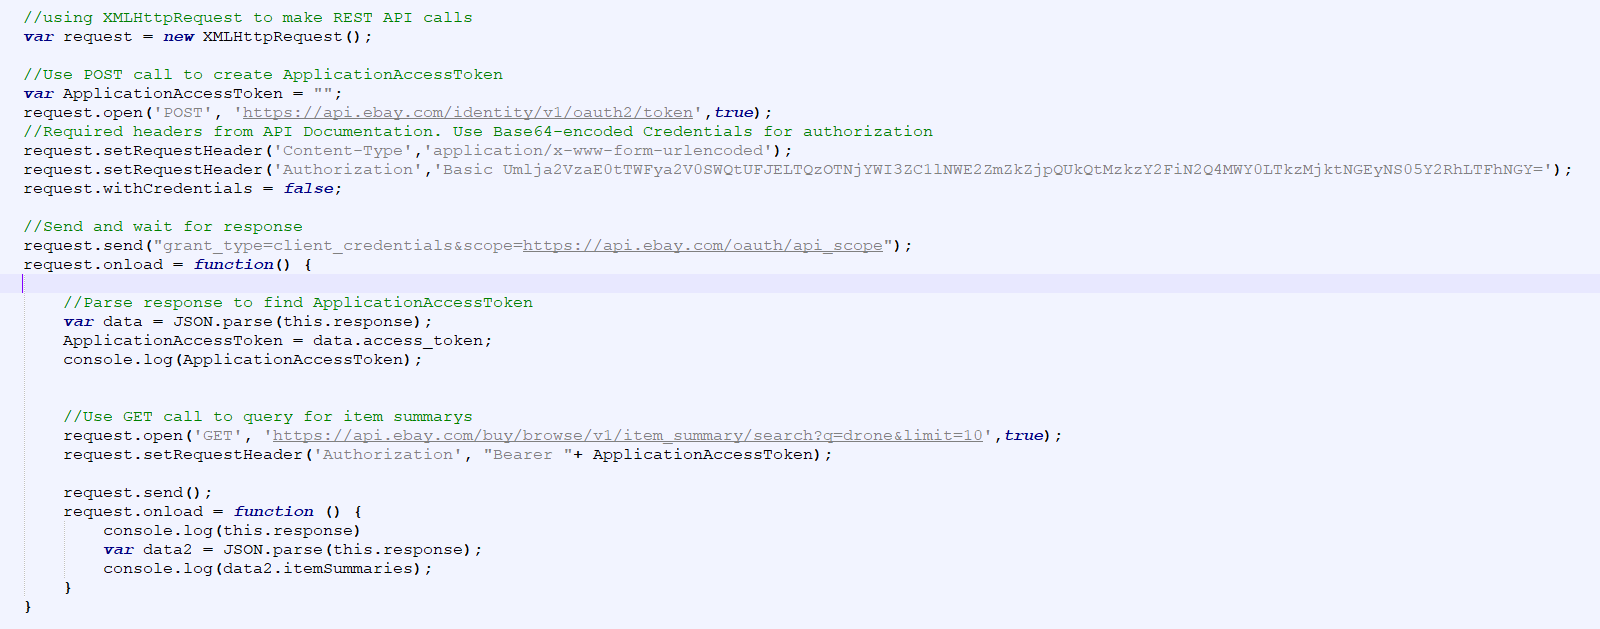 //using XMLHttpRequest to make REST API calls
var request = new XMLHttpRequest();
//Use POST call to create ApplicationAccessToken
var ApplicationAccessToken = "";
request.open('POST', 'https://api.ebay.com/identity/v1/oauth2/token',true);
//Required headers from API Documentation. Use Base64-encoded Credentials for authorization
request.setRequestHeader('Content-Type','application/x-www-form-urlencoded');
request.setRequestHeader('Authorization','Basic Umlja2VzaE0tTWFya2V0SWQtUFJELTQzOTNjYWI3ZC1lNWE2ZmZkZjpQUkQtMzkzY2FiN2Q4MWY0LTkzMjktNGEyNS05Y2RhLTFhNGY=');
request.withCredentials = false;
//Send and wait for response
request.send("grant_type=client_credentials&scope=https://api.ebay.com/oauth/api_scope");
request.onload = function() {
//Parse response to find ApplicationAccessToken
var data = JSON.parse(this.response);
ApplicationAccessToken = data.access_token;
console.log(ApplicationAccessToken);
//Use GET call to query for item summarys
request.open('GET', 'https://api.ebay.com/buy/browse/v1/item_summary/search?q=drone&limit=10',true);
request.setRequestHeader('Authorization', "Bearer "+ ApplicationAccessToken);
request.send();
request.onload = function () {
console.log(this.response)
var data2 = JSON.parse(this.response);
console.log(data2.itemSummaries);
}
}